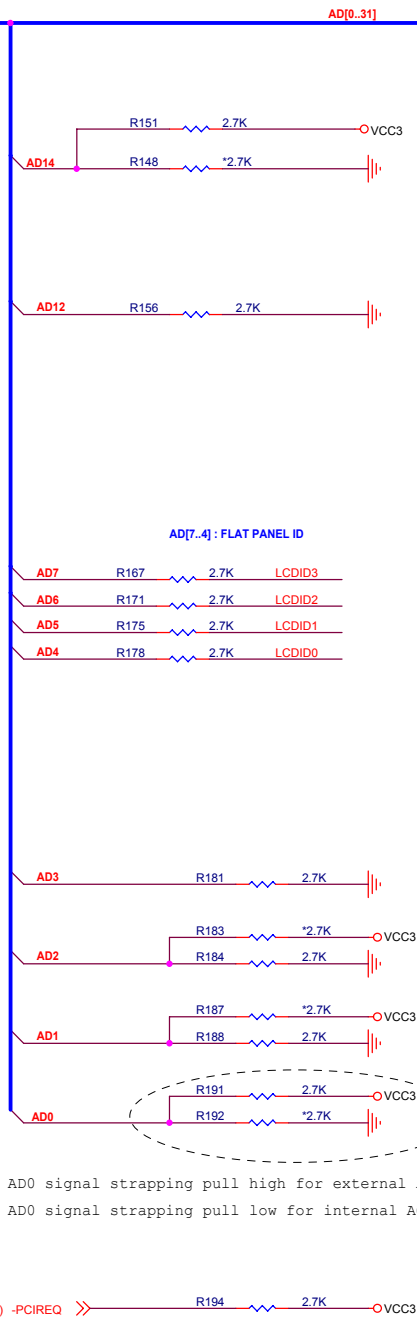 AD[0..31]
R151 2.7K VCC3
AD14 R148 *2.7K
AD12 R156 2.7K
AD[7..4] : FLAT PANEL ID
AD7 R167 2.7K LCDID3
AD6 R171 2.7K LCDID2
AD5 R175 2.7K LCDID1
AD4 R178 2.7K LCDID0
AD3 R181 2.7K
R183 *2.7K VCC3
AD2 R184 2.7K
R187 *2.7K VCC3
AD1 R188 2.7K
R191 2.7K VCC3
AD0 R192 *2.7K
AD0 signal strapping pull high for external
AD0 signal strapping pull low for internal
) -PCIREQ R194 2.7K VCC3